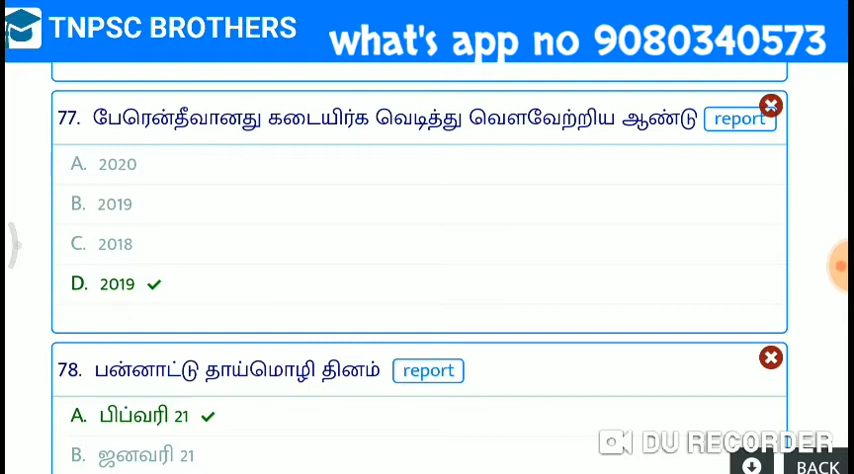 TNPSC BROTHERS
what's app no 9080340573
77. பேரென்தீவானது கடையிர்க வெடித்து வௌவேற்றிய ஆண்டு report
A. 2020
B. 2019
C. 2018
D. 2019
78. பன்னாட்டு தாய்மொழி தினம் report
A. பிப்வரி 21
B. ஜனவரி 21
DU RECORDER
BACK